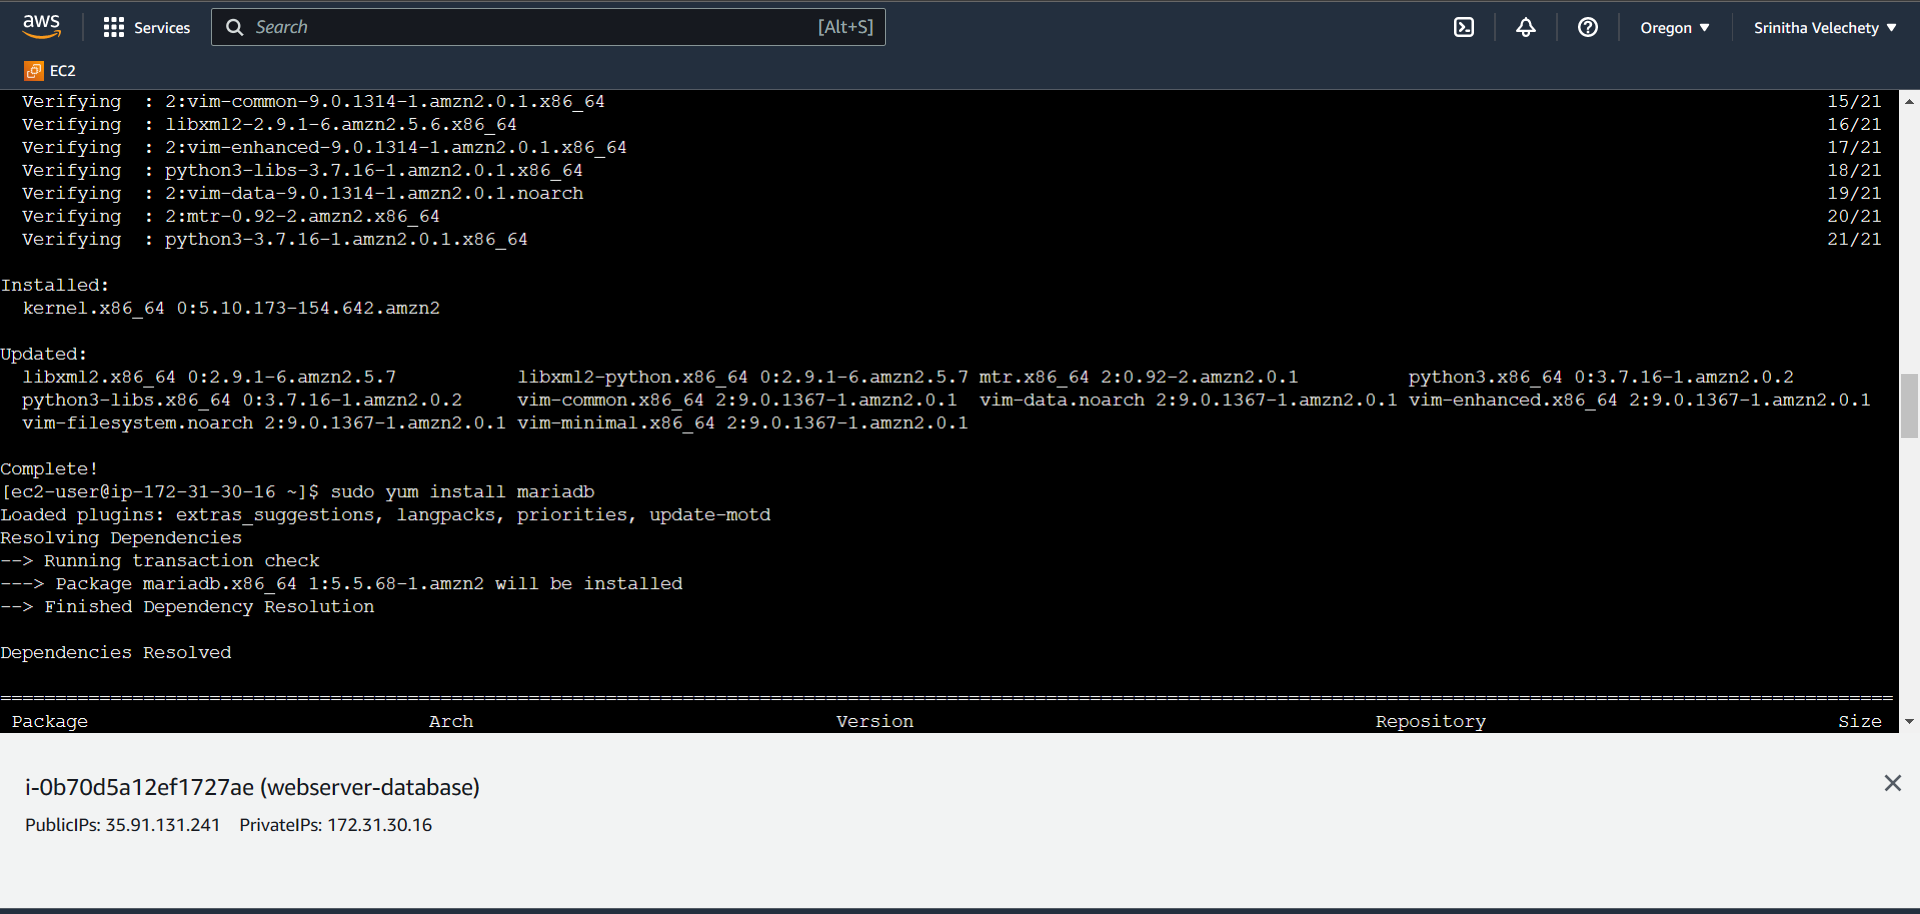 aws Services Search [Alt+S] Oregon ▼ Srinitha Velechety ▼
EC2
Verifying : 2:vim-common-9.0.1314-1.amzn2.0.1.x86_64 15/21
Verifying : libxml2-2.9.1-6.amzn2.5.6.x86_64 16/21
Verifying : 2:vim-enhanced-9.0.1314-1.amzn2.0.1.x86_64 17/21
Verifying : python3-libs-3.7.16-1.amzn2.0.1.x86_64 18/21
Verifying : 2:vim-data-9.0.1314-1.amzn2.0.1.noarch 19/21
Verifying : 2:mtr-0.92-2.amzn2.x86_64 20/21
Verifying : python3-3.7.16-1.amzn2.0.1.x86_64 21/21
Installed:
kernel.x86_64 0:5.10.173-154.642.amzn2
Updated:
libxml2.x86_64 0:2.9.1-6.amzn2.5.7 libxml2-python.x86_64 0:2.9.1-6.amzn2.5.7 mtr.x86_64 2:0.92-2.amzn2.0.1 python3.x86_64 0:3.7.16-1.amzn2.0.2
python3-libs.x86_64 0:3.7.16-1.amzn2.0.2 vim-common.x86_64 2:9.0.1367-1.amzn2.0.1 vim-data.noarch 2:9.0.1367-1.amzn2.0.1 vim-enhanced.x86_64 2:9.0.1367-1.amzn2.0.1
vim-filesystem.noarch 2:9.0.1367-1.amzn2.0.1 vim-minimal.x86_64 2:9.0.1367-1.amzn2.0.1
Complete!
[ec2-user@ip-172-31-30-16 ~]$ sudo yum install mariadb
Loaded plugins: extras_suggestions, langpacks, priorities, update-motd
Resolving Dependencies
--> Running transaction check
---> Package mariadb.x86_64 1:5.5.68-1.amzn2 will be installed
--> Finished Dependency Resolution
Dependencies Resolved
================================================================================
Package Arch Version Repository Size
i-0b70d5a12ef1727ae (webserver-database)
PublicIPs: 35.91.131.241 PrivateIPs: 172.31.30.16